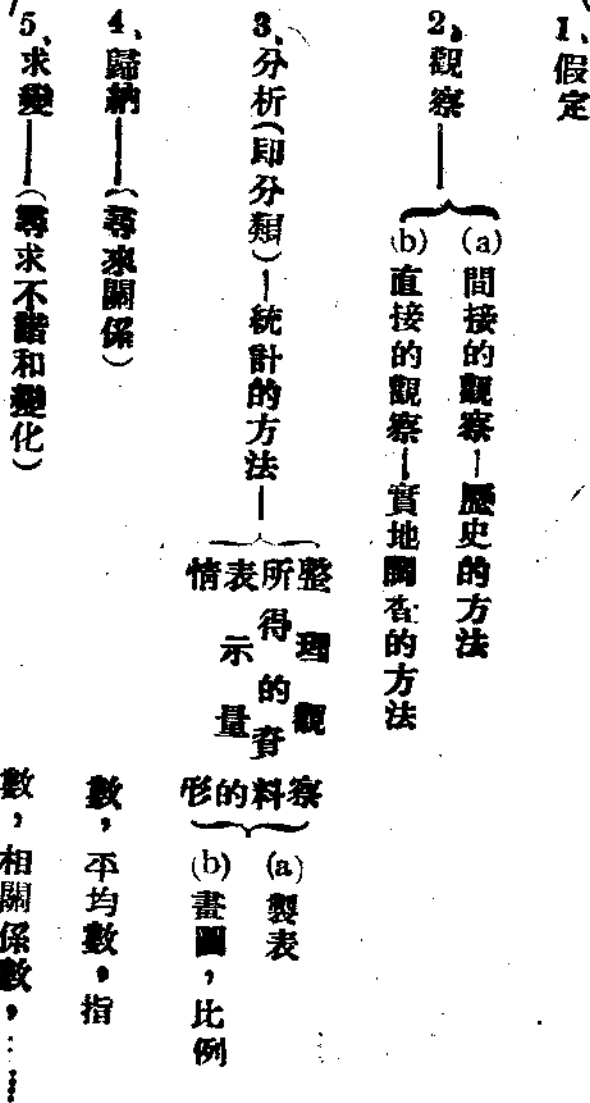 1、假定
2、觀察——
(a)間接的觀察—歷史的方法
(b)直接的觀察—實地調查的方法
3、分析(即分類)—統計的方法—
整理觀察
所得的資料
表示量的
情形
(a)製表
(b)畫圖，比例
數，平均數，指
數，相關係數，……
4、歸納——(尋求關係)
5、求變——(尋求不諧和變化)